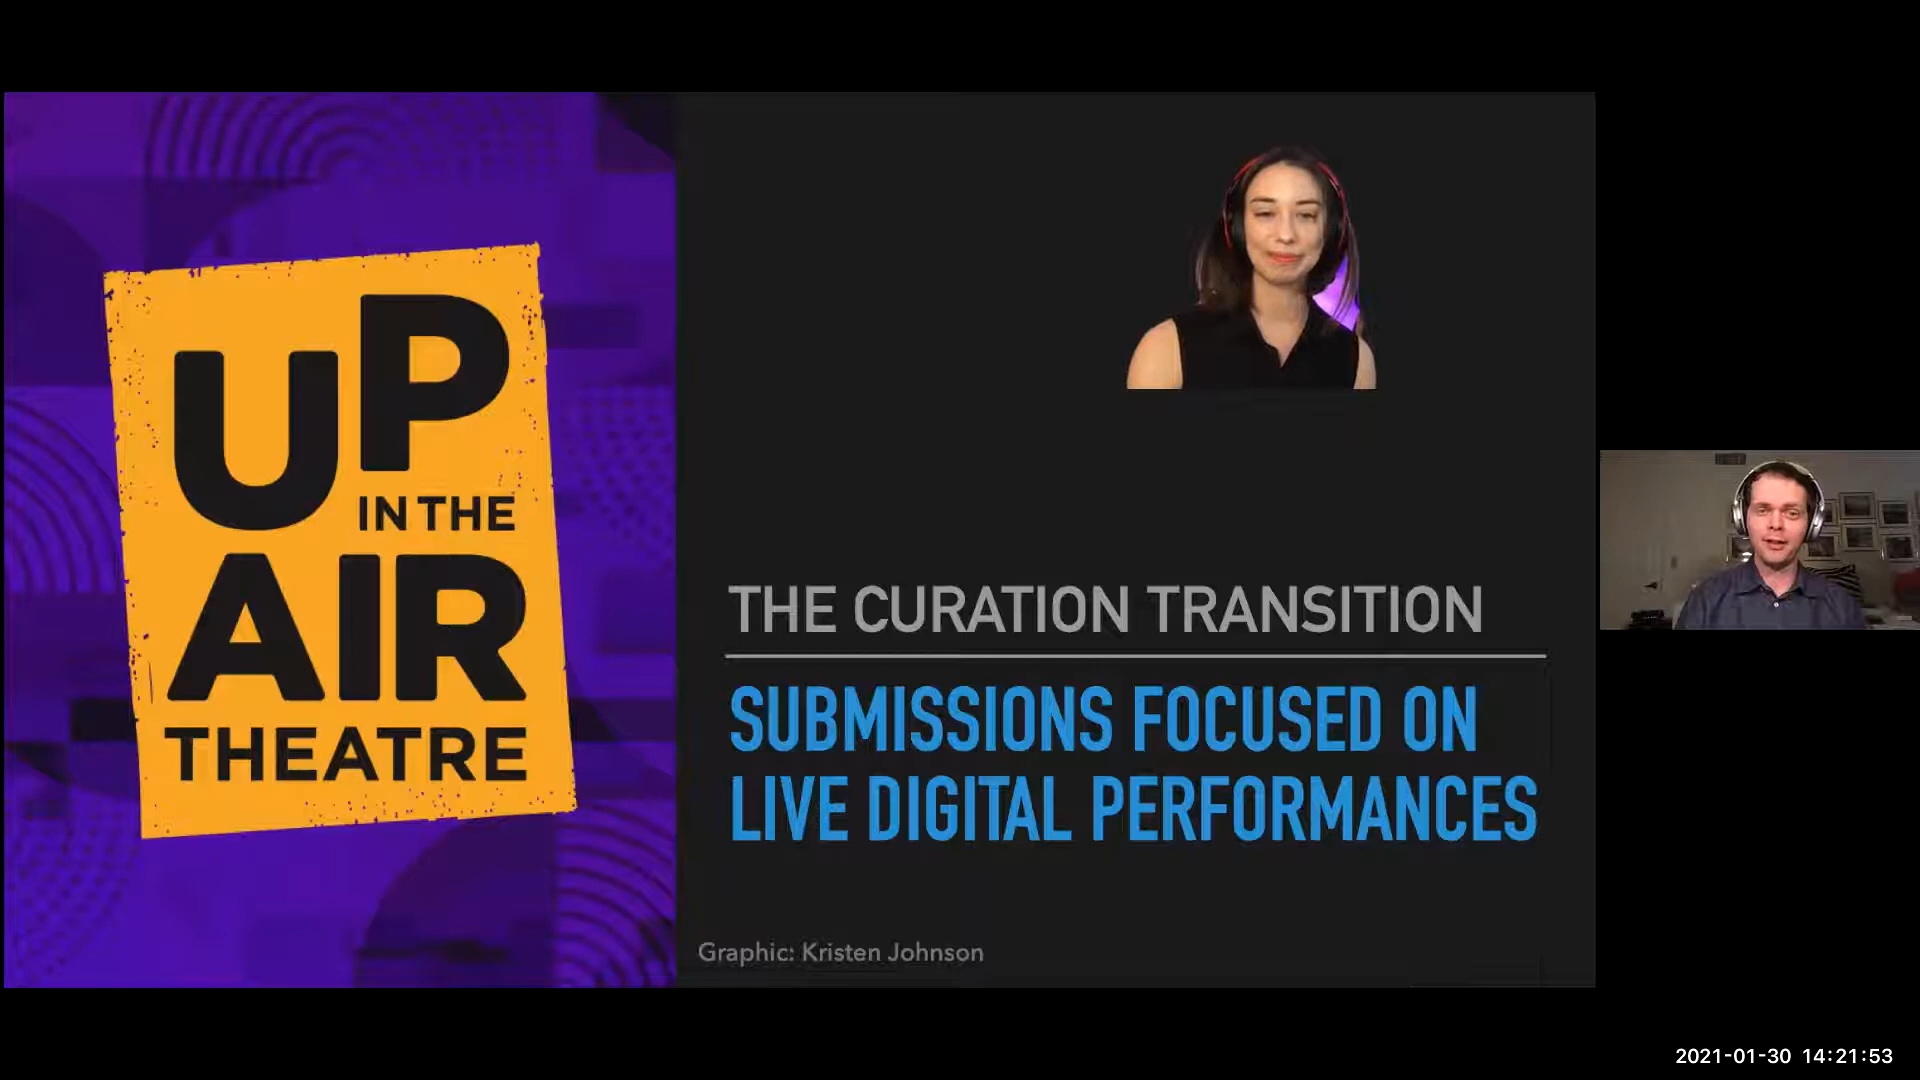 UP
IN THE
AIR
THEATRE
THE CURATION TRANSITION
SUBMISSIONS FOCUSED ON
LIVE DIGITAL PERFORMANCES
Graphic: Kristen Johnson
2021-01-30 14:21:53